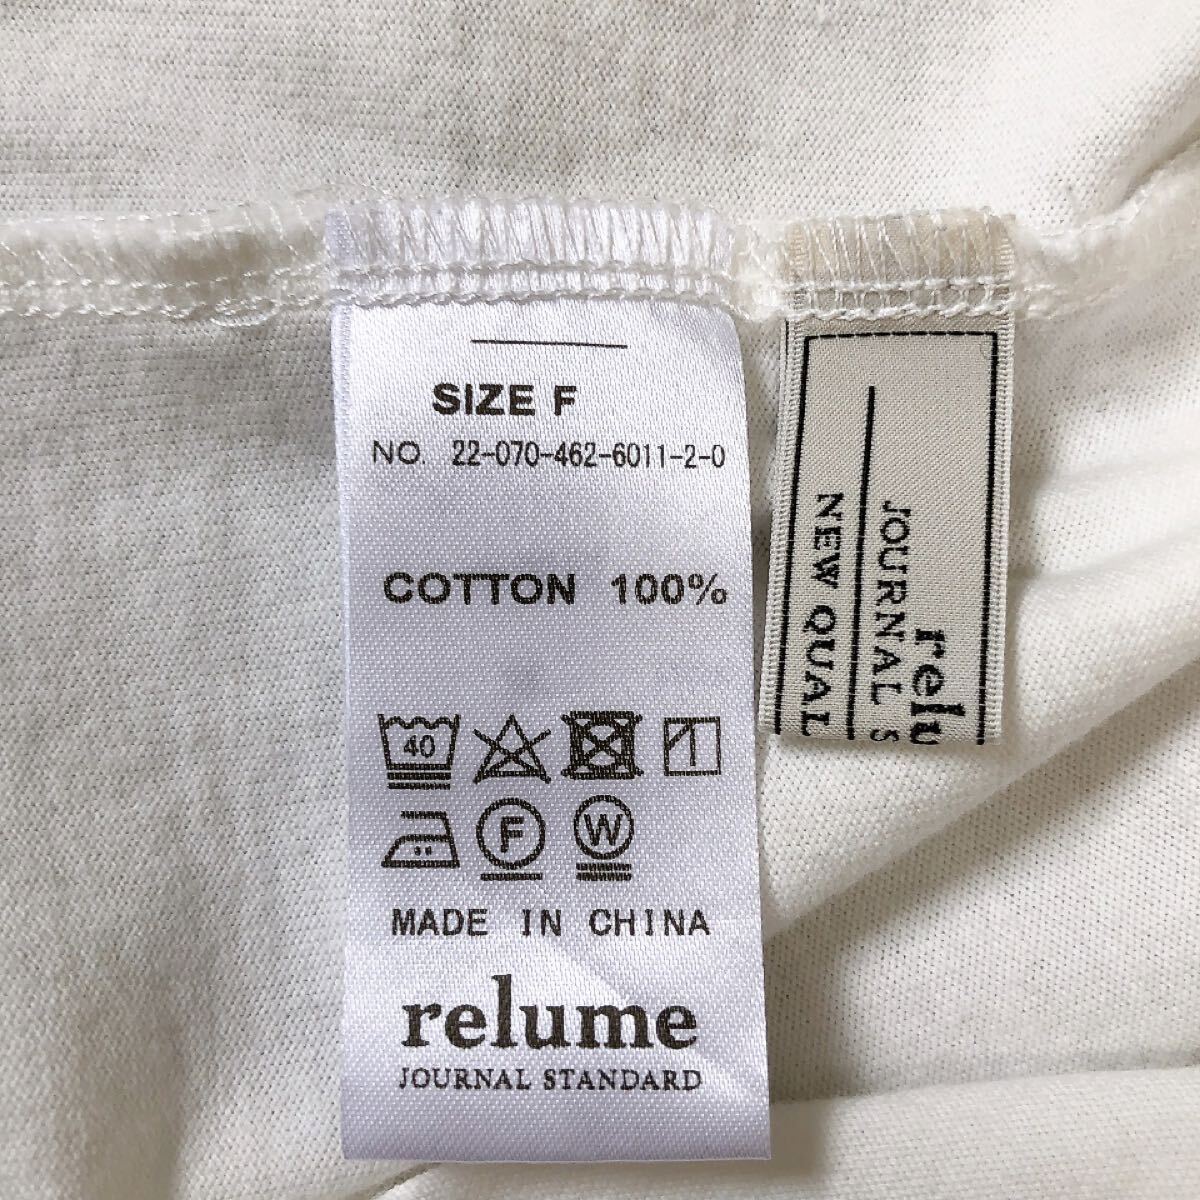 SIZE F
NO. 22-070-462-6011-2-0
COTTON 100%
40
F W
MADE IN CHINA
relume
JOURNAL STANDARD
relu
JOURNAL S
NEW QUAL